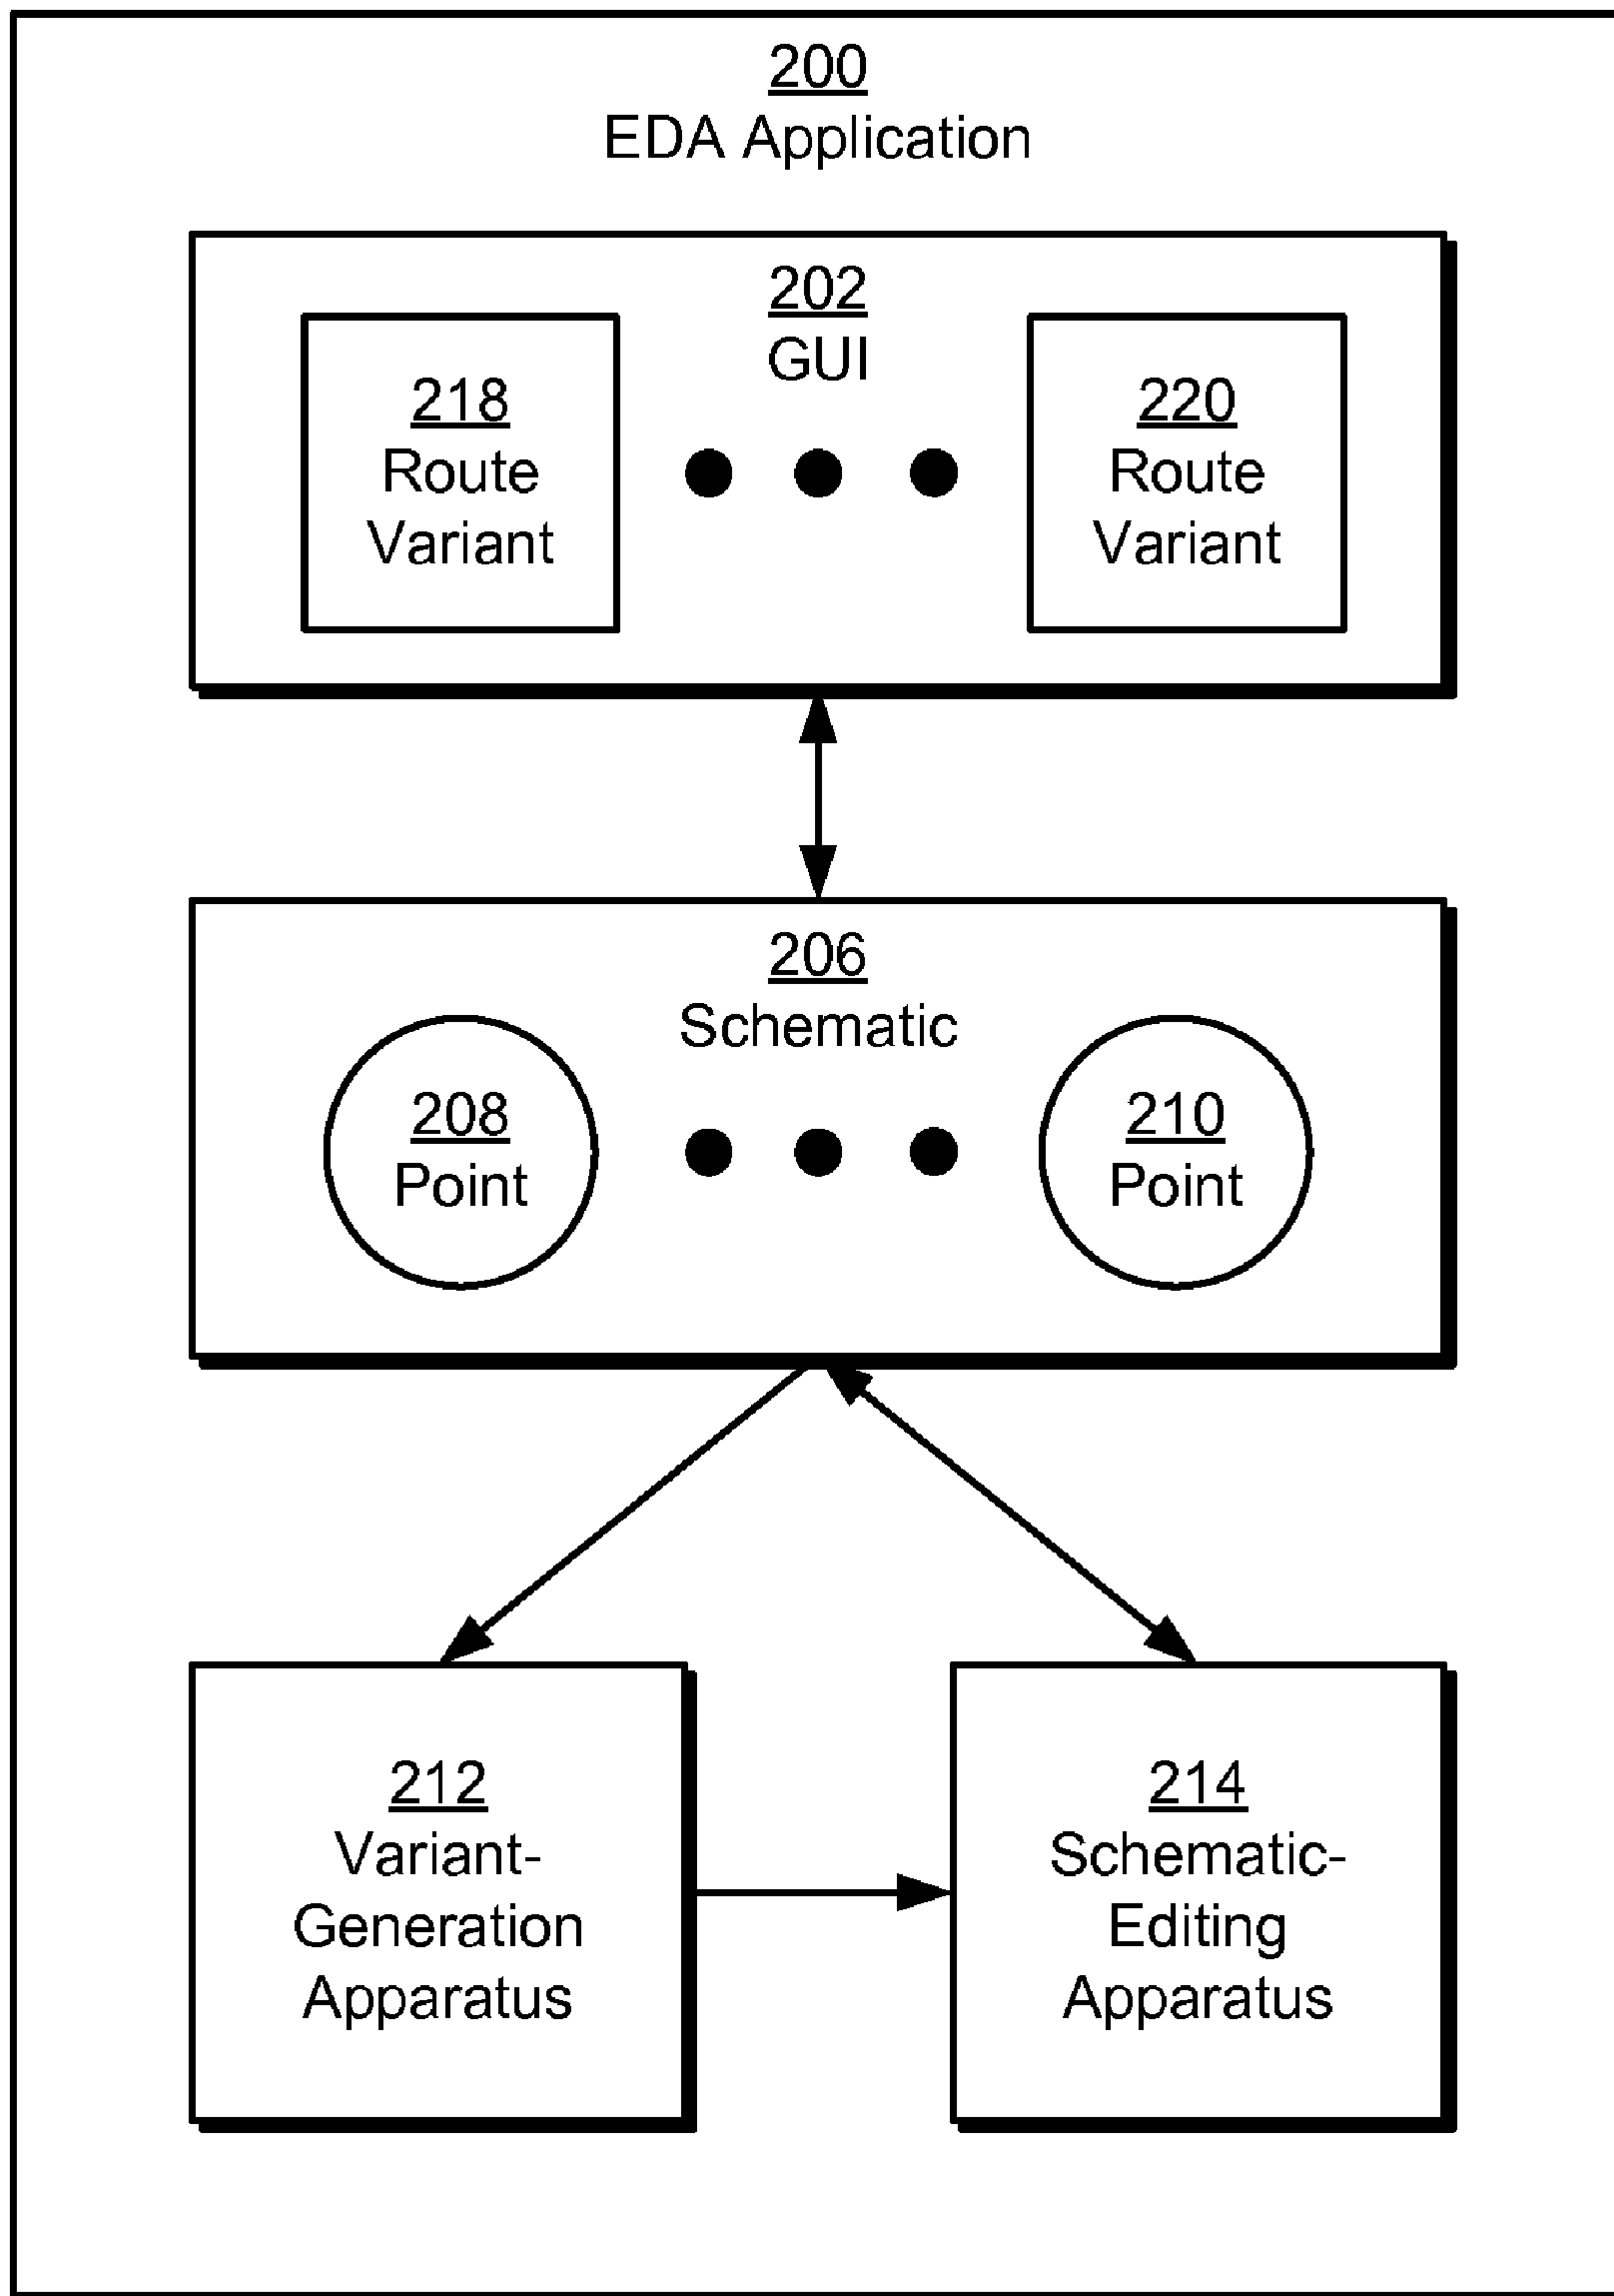 200
EDA Application
202
GUI
218
Route
Variant
220
Route
Variant
206
Schematic
208
Point
210
Point
212
Variant-
Generation
Apparatus
214
Schematic-
Editing
Apparatus